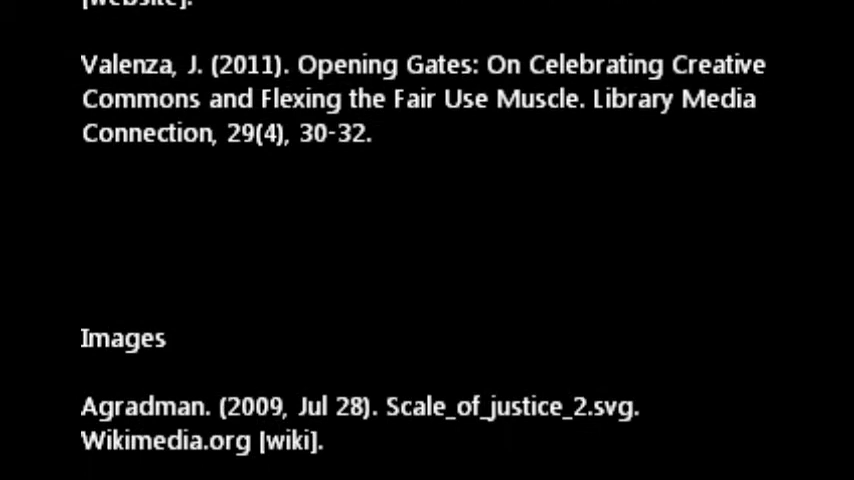 [website].
Valenza, J. (2011). Opening Gates: On Celebrating Creative
Commons and Flexing the Fair Use Muscle. Library Media
Connection, 29(4), 30-32.
Images
Agradman. (2009, Jul 28). Scale_of_justice_2.svg.
Wikimedia.org [wiki].